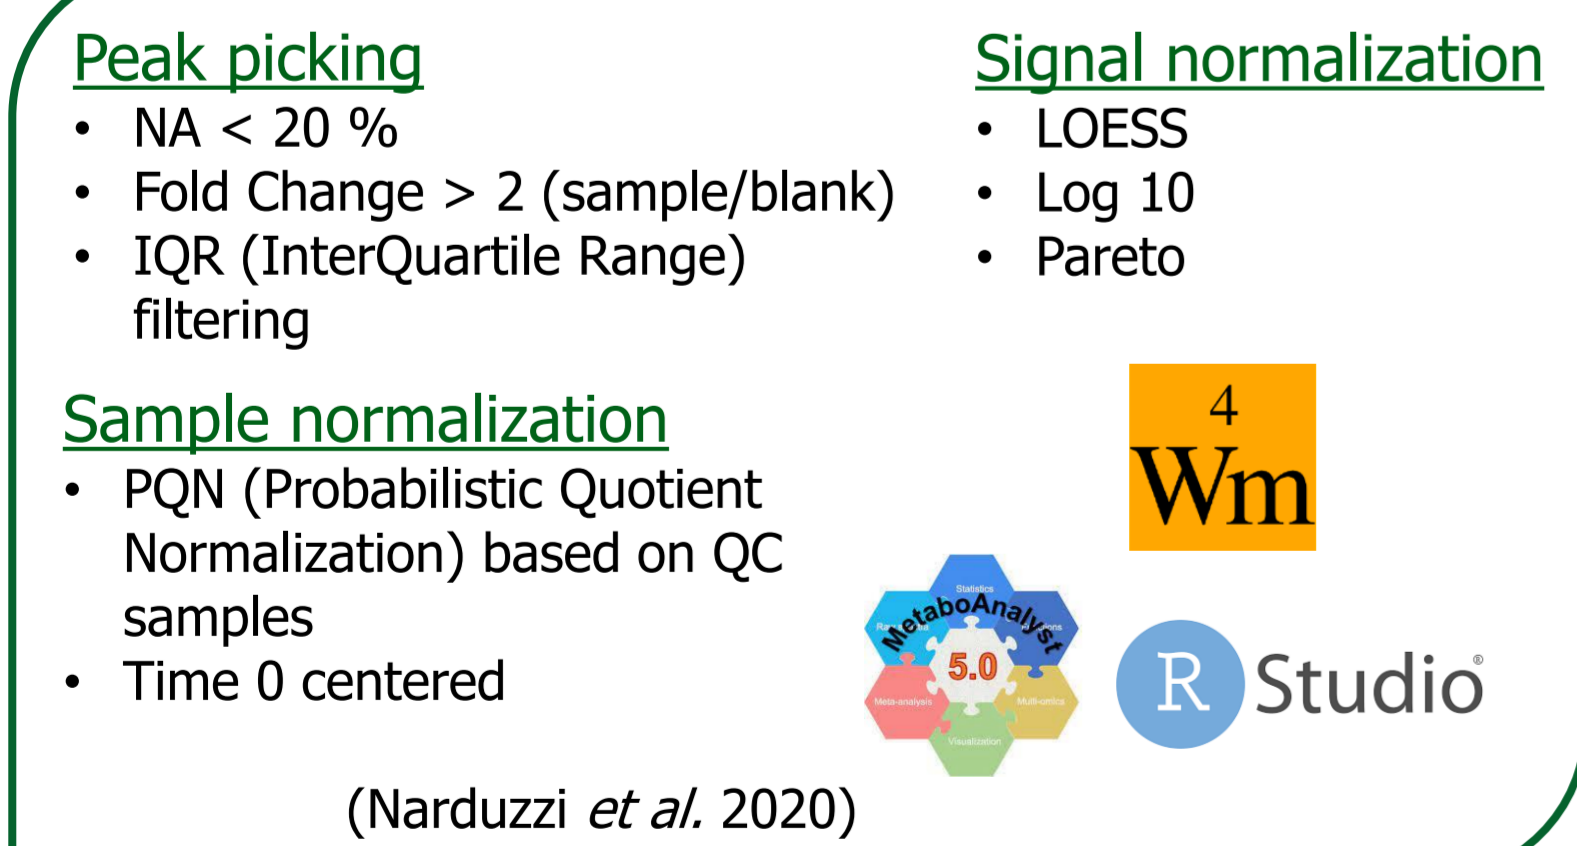 Peak picking
• NA < 20 %
• Fold Change > 2 (sample/blank)
• IQR (InterQuartile Range)
filtering
Signal normalization
• LOESS
• Log 10
• Pareto
Sample normalization
• PQN (Probabilistic Quotient
Normalization) based on QC
samples
• Time 0 centered
(Narduzzi et al. 2020)
4
Wm
MetaboAnalyst
5.0
Statistics
Meta-analysis
Multi-omics
Visualization
R Studio®